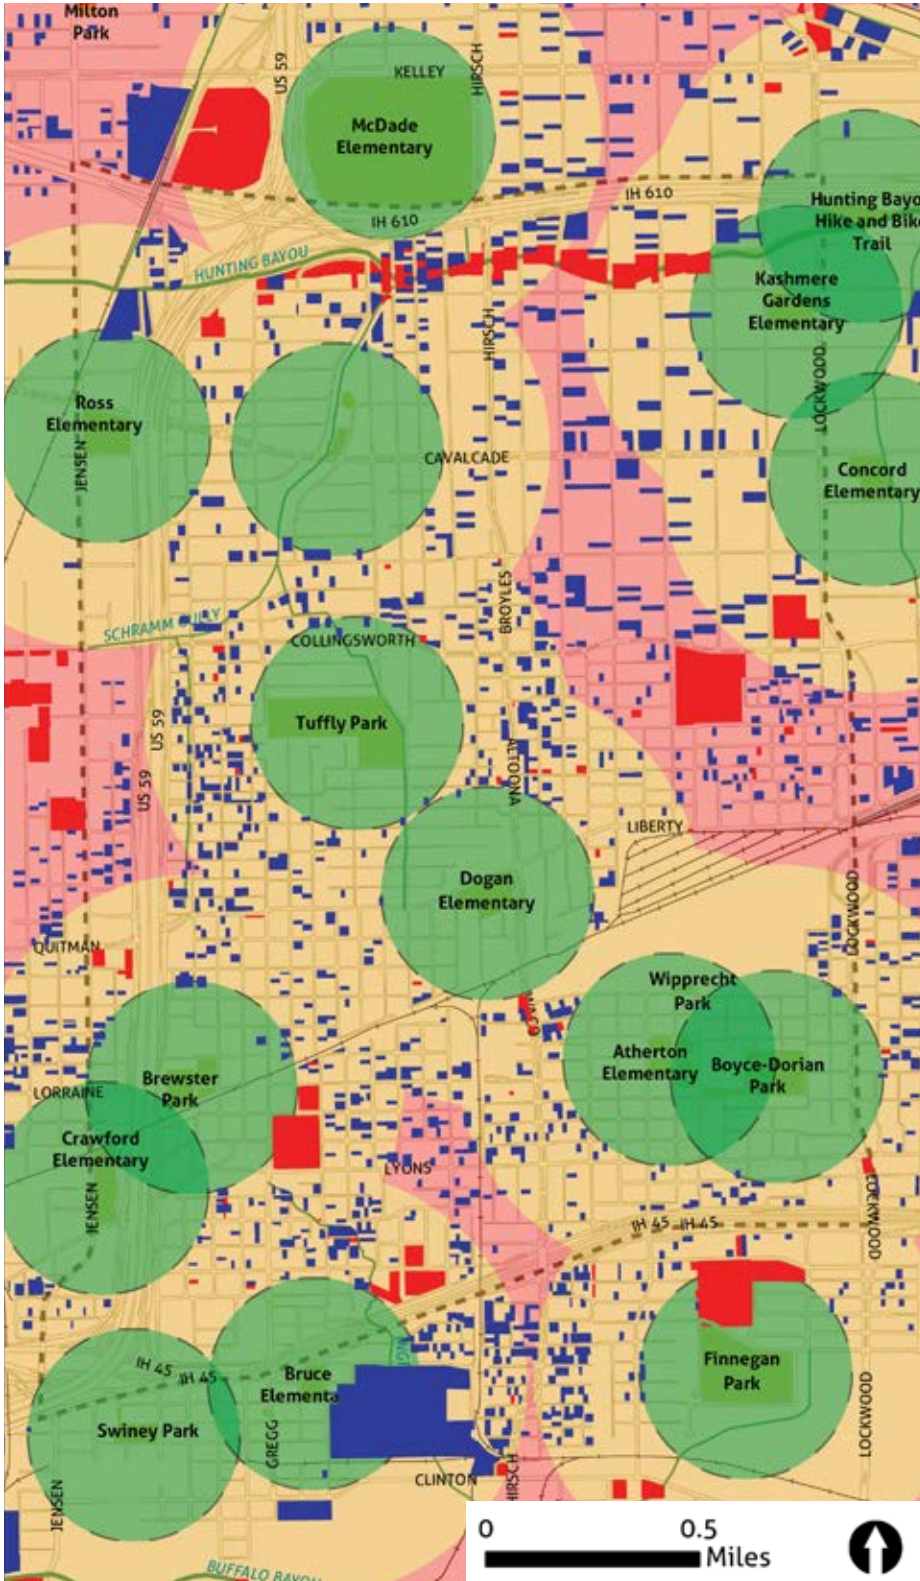 Milton
Park
US 59
KELLEY
HIRSCH
McDade
Elementary
IH 610
IH 610
Hunting Bayo
Hike and Bik
Trail
HUNTING BAYOU
Kashmere
Gardens
Elementary
HIRSCH
LOCKWOOD
Ross
Elementary
JENSEN
CAVALCADE
Concord
Elementary
BROYLES
SCHRAMM GULLY
COLLINGSWORTH
Tuffly Park
US 59
US 59
ALTOONA
LIBERTY
Dogan
Elementary
LOCKWOOD
QUITMAN
Wipprecht
Park
WACO
Atherton
Elementary
Boyce-Dorian
Park
Brewster
Park
LORRAINE
Crawford
Elementary
LYONS
JENSEN
LOCKWOOD
IH 45
IH 45
IH 45
IH 45
Bruce
Elementa
Finnegan
Park
Swiney Park
GREGG
LOCKWOOD
CLINTON
HIRSCH
JENSEN
0
0.5
Miles
BUFFALO BAYOU